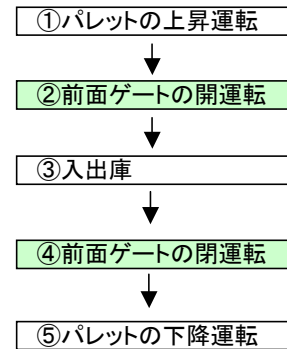 ①パレットの上昇運転
②前面ゲートの開運転
③入出庫
④前面ゲートの閉運転
⑤パレットの下降運転